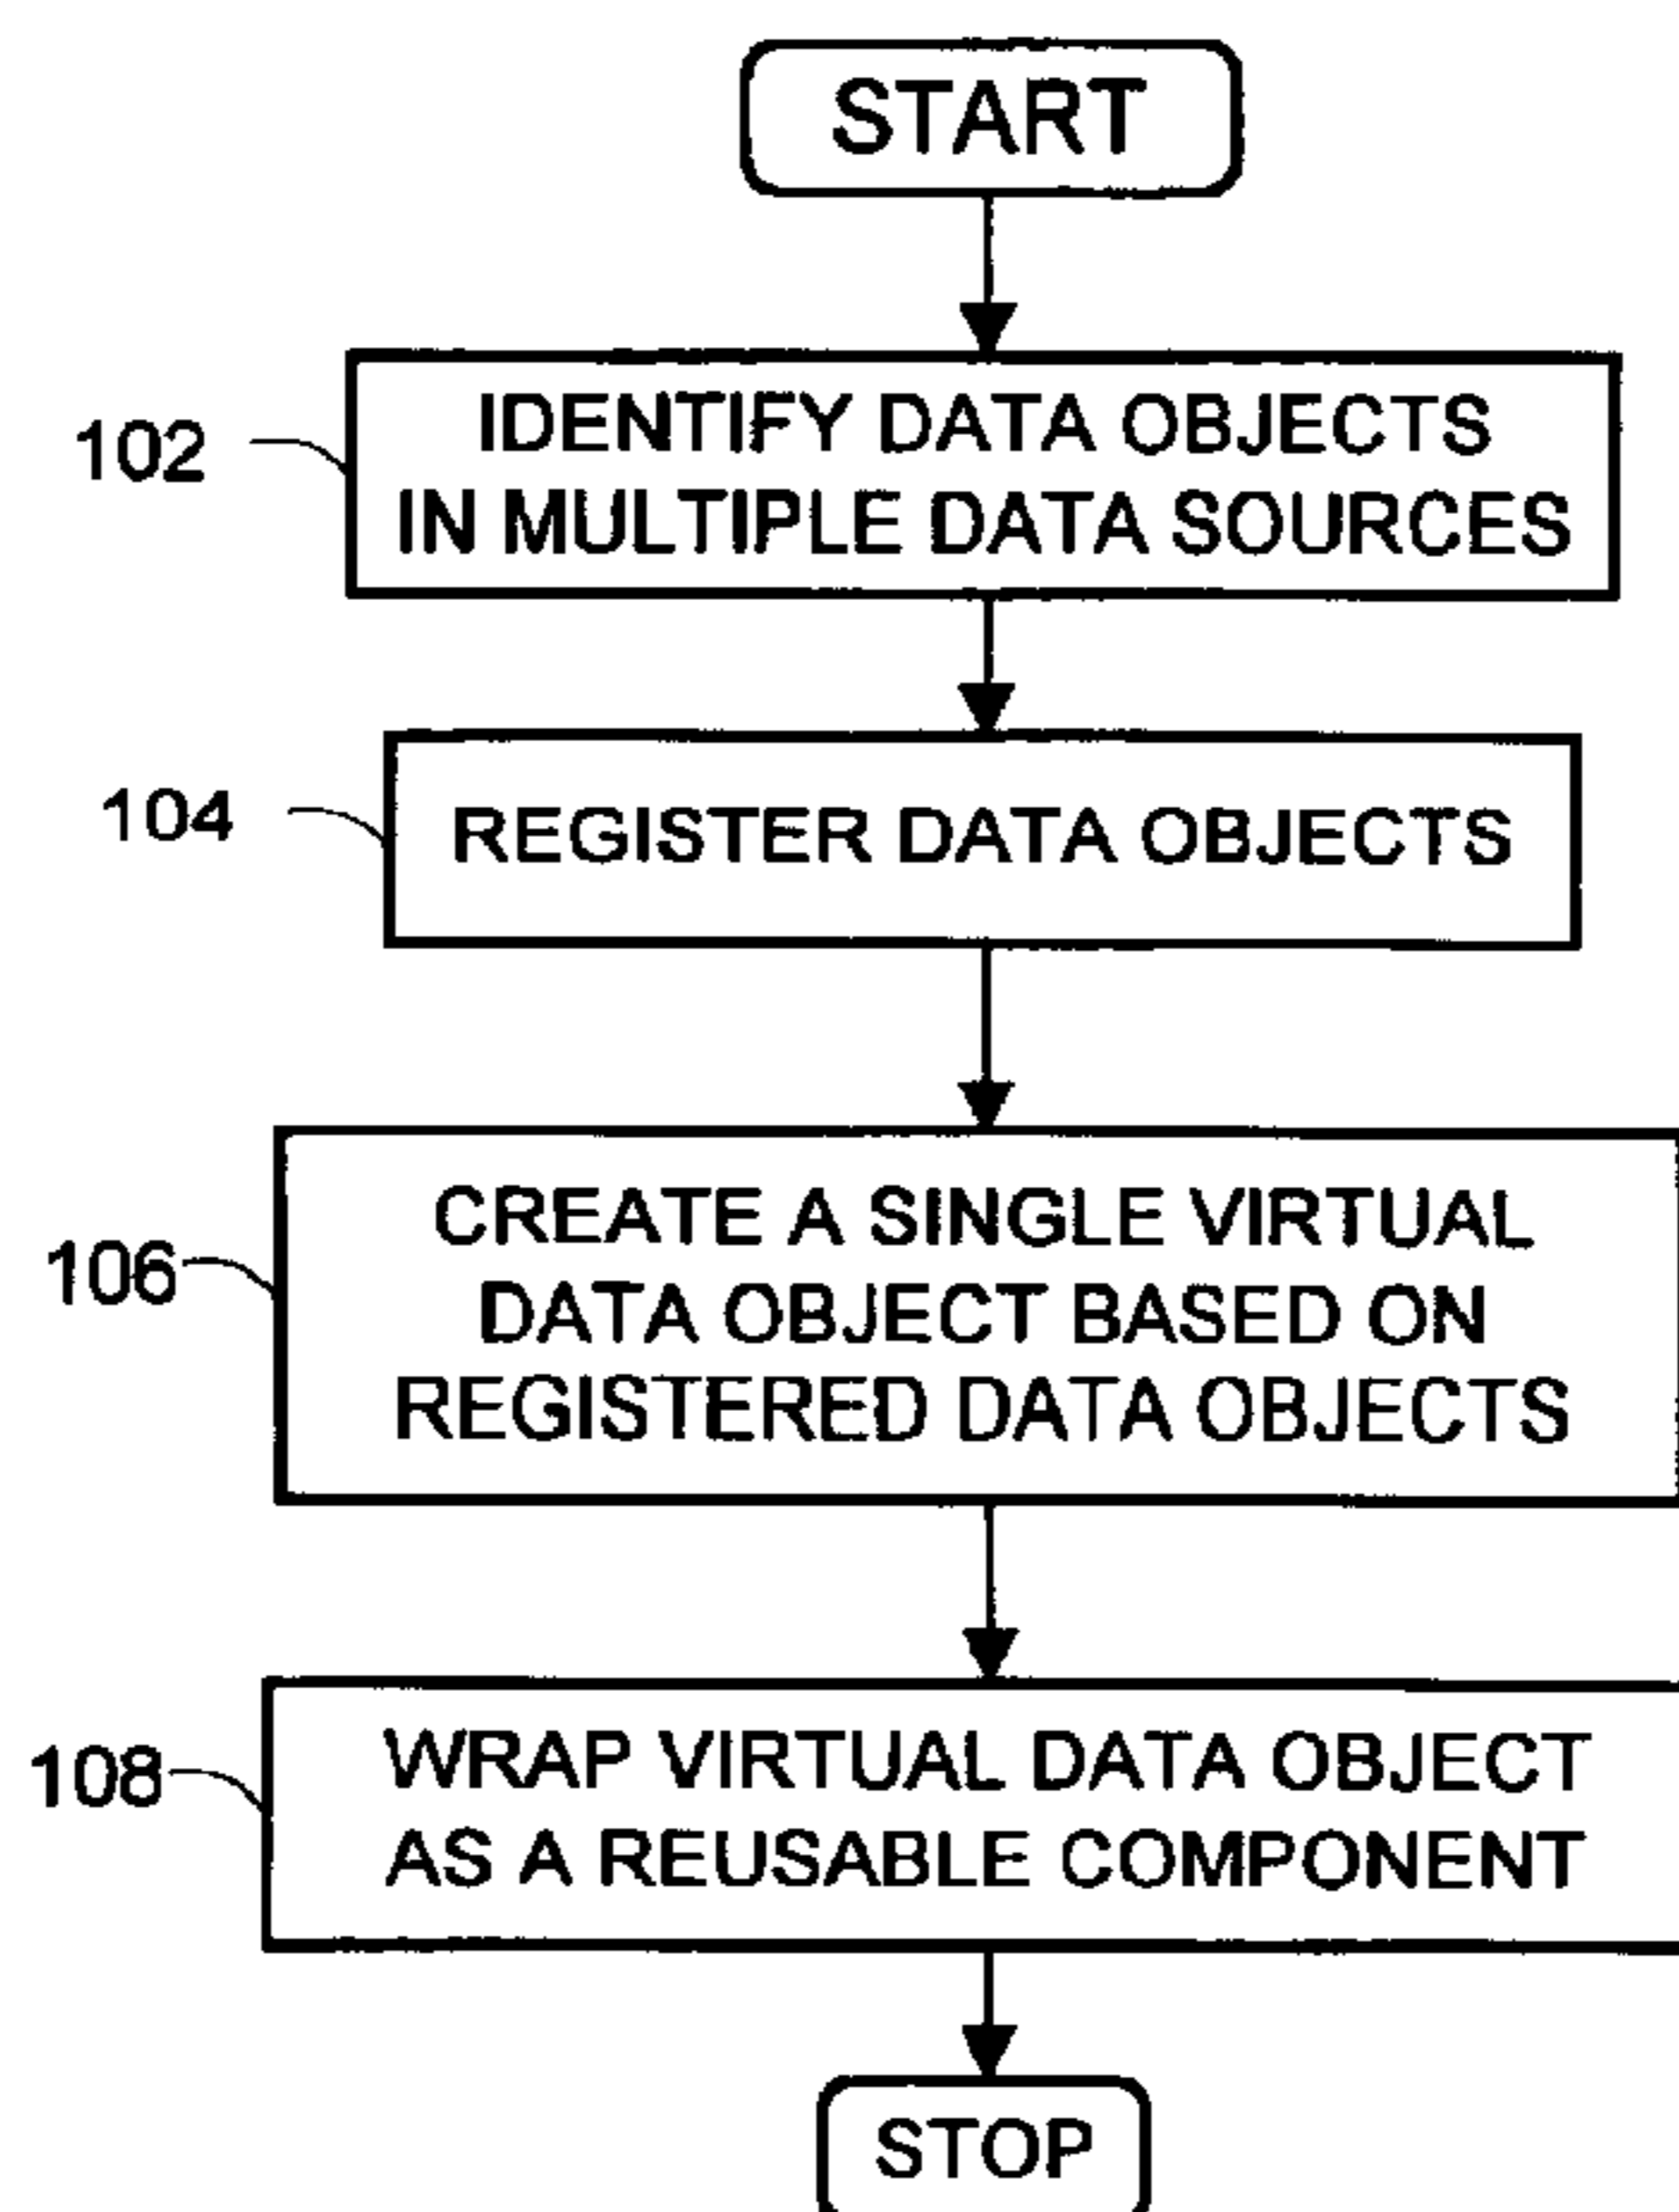 START
102
IDENTIFY DATA OBJECTS
IN MULTIPLE DATA SOURCES
104
REGISTER DATA OBJECTS
106
CREATE A SINGLE VIRTUAL
DATA OBJECT BASED ON
REGISTERED DATA OBJECTS
108
WRAP VIRTUAL DATA OBJECT
AS A REUSABLE COMPONENT
STOP